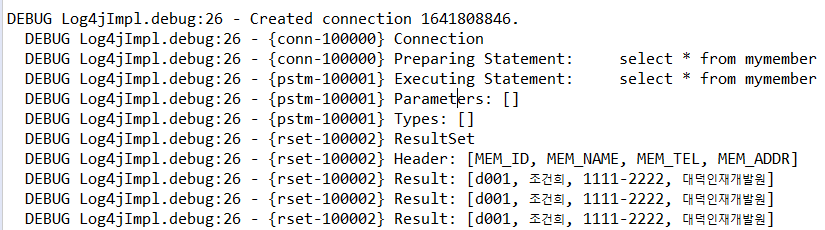 DEBUG Log4jImpl.debug:26 - Created connection 1641808846.
DEBUG Log4jImpl.debug:26 - {conn-100000} Connection
DEBUG Log4jImpl.debug:26 - {conn-100000} Preparing Statement:     select * from mymember
DEBUG Log4jImpl.debug:26 - {pstm-100001} Executing Statement:     select * from mymember
DEBUG Log4jImpl.debug:26 - {pstm-100001} Parameters: []
DEBUG Log4jImpl.debug:26 - {pstm-100001} Types: []
DEBUG Log4jImpl.debug:26 - {rset-100002} ResultSet
DEBUG Log4jImpl.debug:26 - {rset-100002} Header: [MEM_ID, MEM_NAME, MEM_TEL, MEM_ADDR]
DEBUG Log4jImpl.debug:26 - {rset-100002} Result: [d001, 조건희, 1111-2222, 대덕인재개발원]
DEBUG Log4jImpl.debug:26 - {rset-100002} Result: [d001, 조건희, 1111-2222, 대덕인재개발원]
DEBUG Log4jImpl.debug:26 - {rset-100002} Result: [d001, 조건희, 1111-2222, 대덕인재개발원]